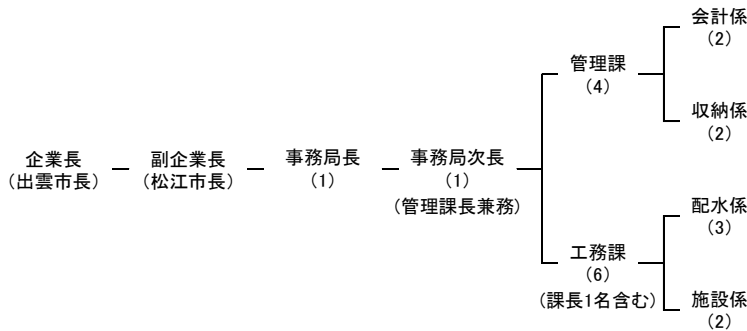 企業長
（出雲市長）
副企業長
（松江市長）
事務局長
（1）
事務局次長
（1）
（管理課長兼務）
管理課
（4）
会計係
（2）
収納係
（2）
工務課
（6）
（課長1名含む）
配水係
（3）
施設係
（2）